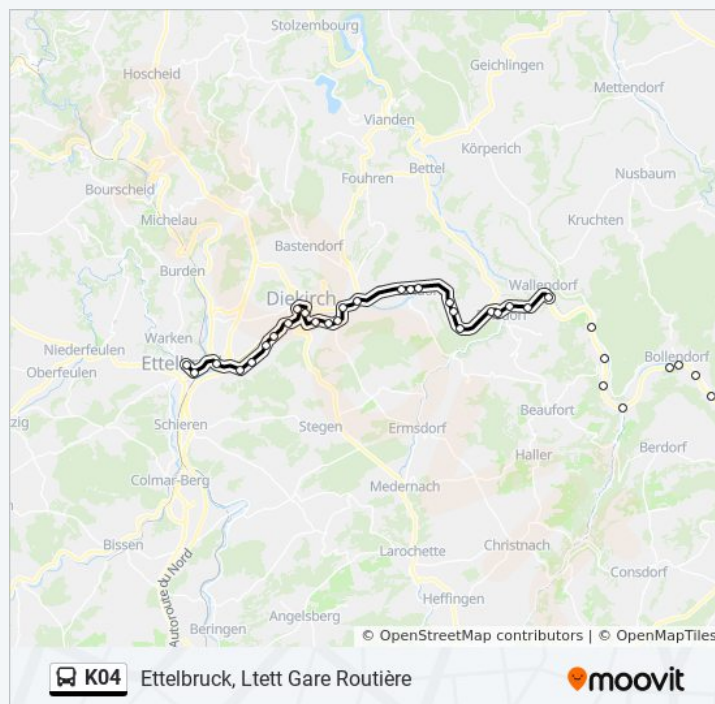 Stolzembourg
Geichlingen
Hoscheid
Mettendorf
Vianden
Körperich
Bettel
Nusbaum
Fouhren
Bourscheid
Michelau
Kruchten
Bastendorf
Burden
Wallendorf
Diekirch
Warken
Niederfeulen
Bollendorf
Ettelb
Oberfeulen
Beaufort
Schieren
Stegen
Ermsdorf
Berdorf
Haller
Colmar-Berg
Medernach
Bissen
Larochette
Christnach
Autoroute du Nord
Consdorf
Heffingen
Angelsberg
Beringen
© OpenStreetMap contributors | © OpenMapTiles
K04 Ettelbruck, Ltett Gare Routière moovit